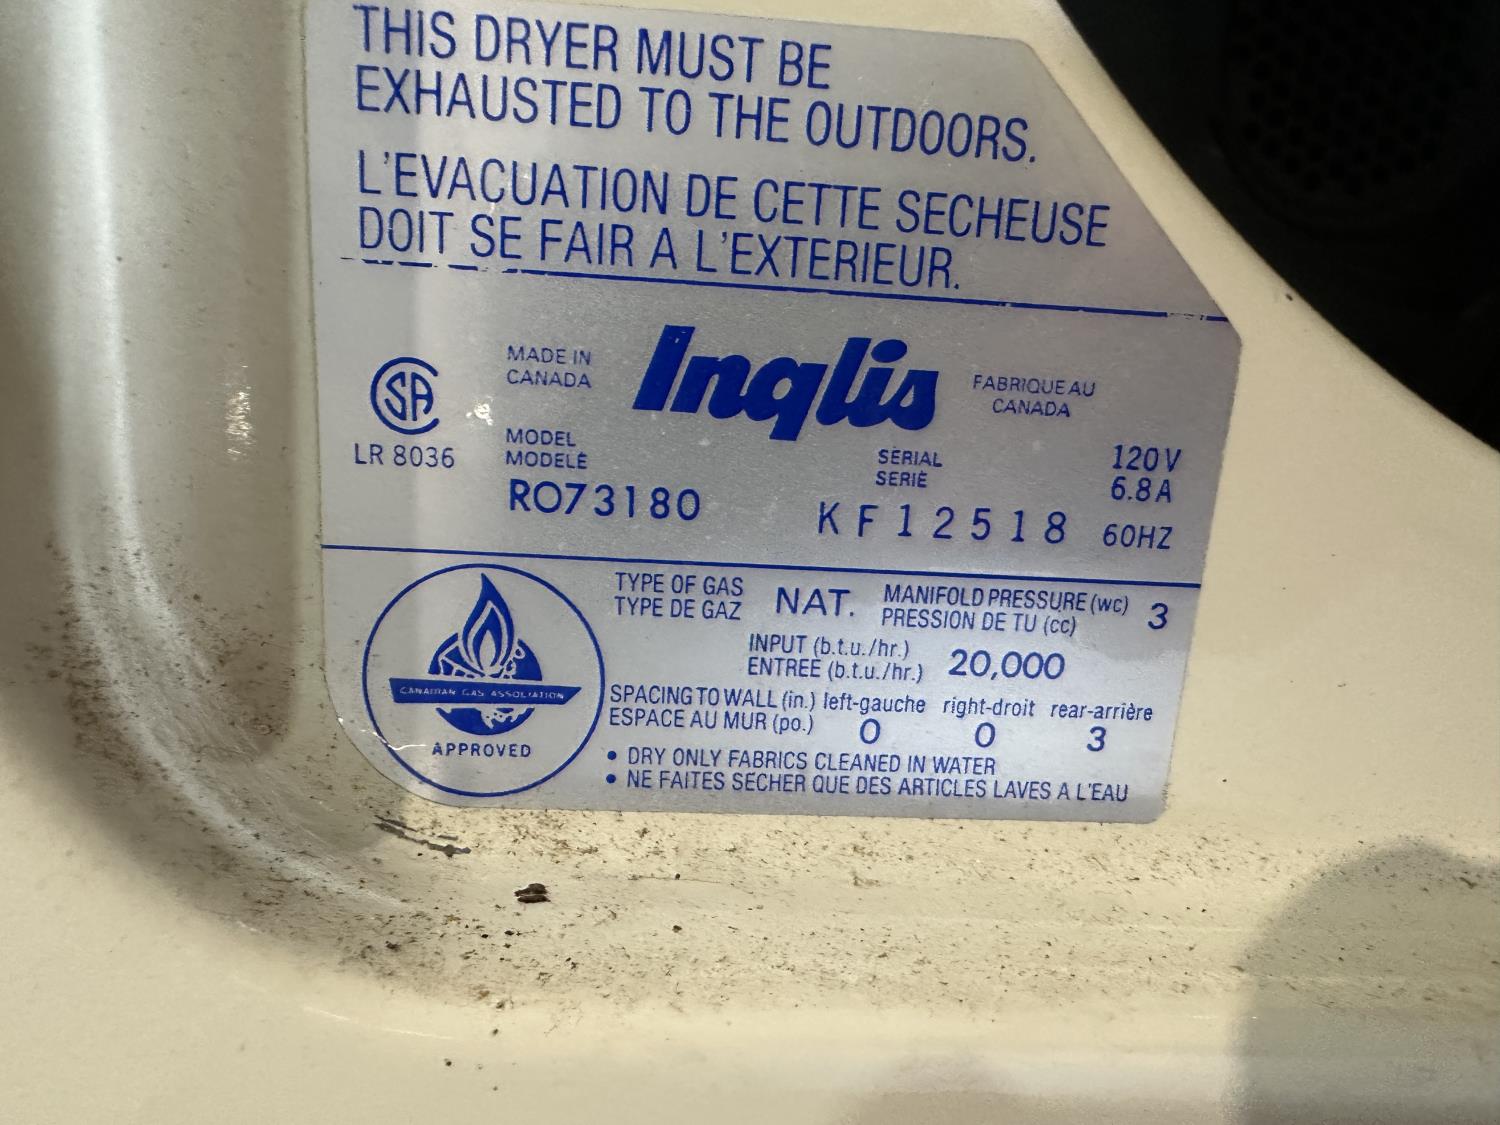 THIS DRYER MUST BE
EXHAUSTED TO THE OUTDOORS.
L'EVACUATION DE CETTE SECHEUSE
DOIT SE FAIR A L'EXTERIEUR.
MADE IN
CANADA
Inglis
FABRIQUE AU
CANADA
SA
LR 8036
MODEL
MODELÉ
RO73180
SERIAL
SERIÉ
KF12518
120V
6.8A
60HZ
TYPE OF GAS
TYPE DE GAZ
NAT.
MANIFOLD PRESSURE (wc)
PRESSION DE TU (cc)
3
INPUT (b.t.u./hr.)
ENTREE (b.t.u./hr.)
20,000
SPACING TO WALL (in.) left-gauche right-droit rear-arrière
ESPACE AU MUR (po.) 0 0 3
• DRY ONLY FABRICS CLEANED IN WATER
• NE FAITES SECHER QUE DES ARTICLES LAVES A L'EAU
CANADIAN GAS ASSOCIATION
APPROVED